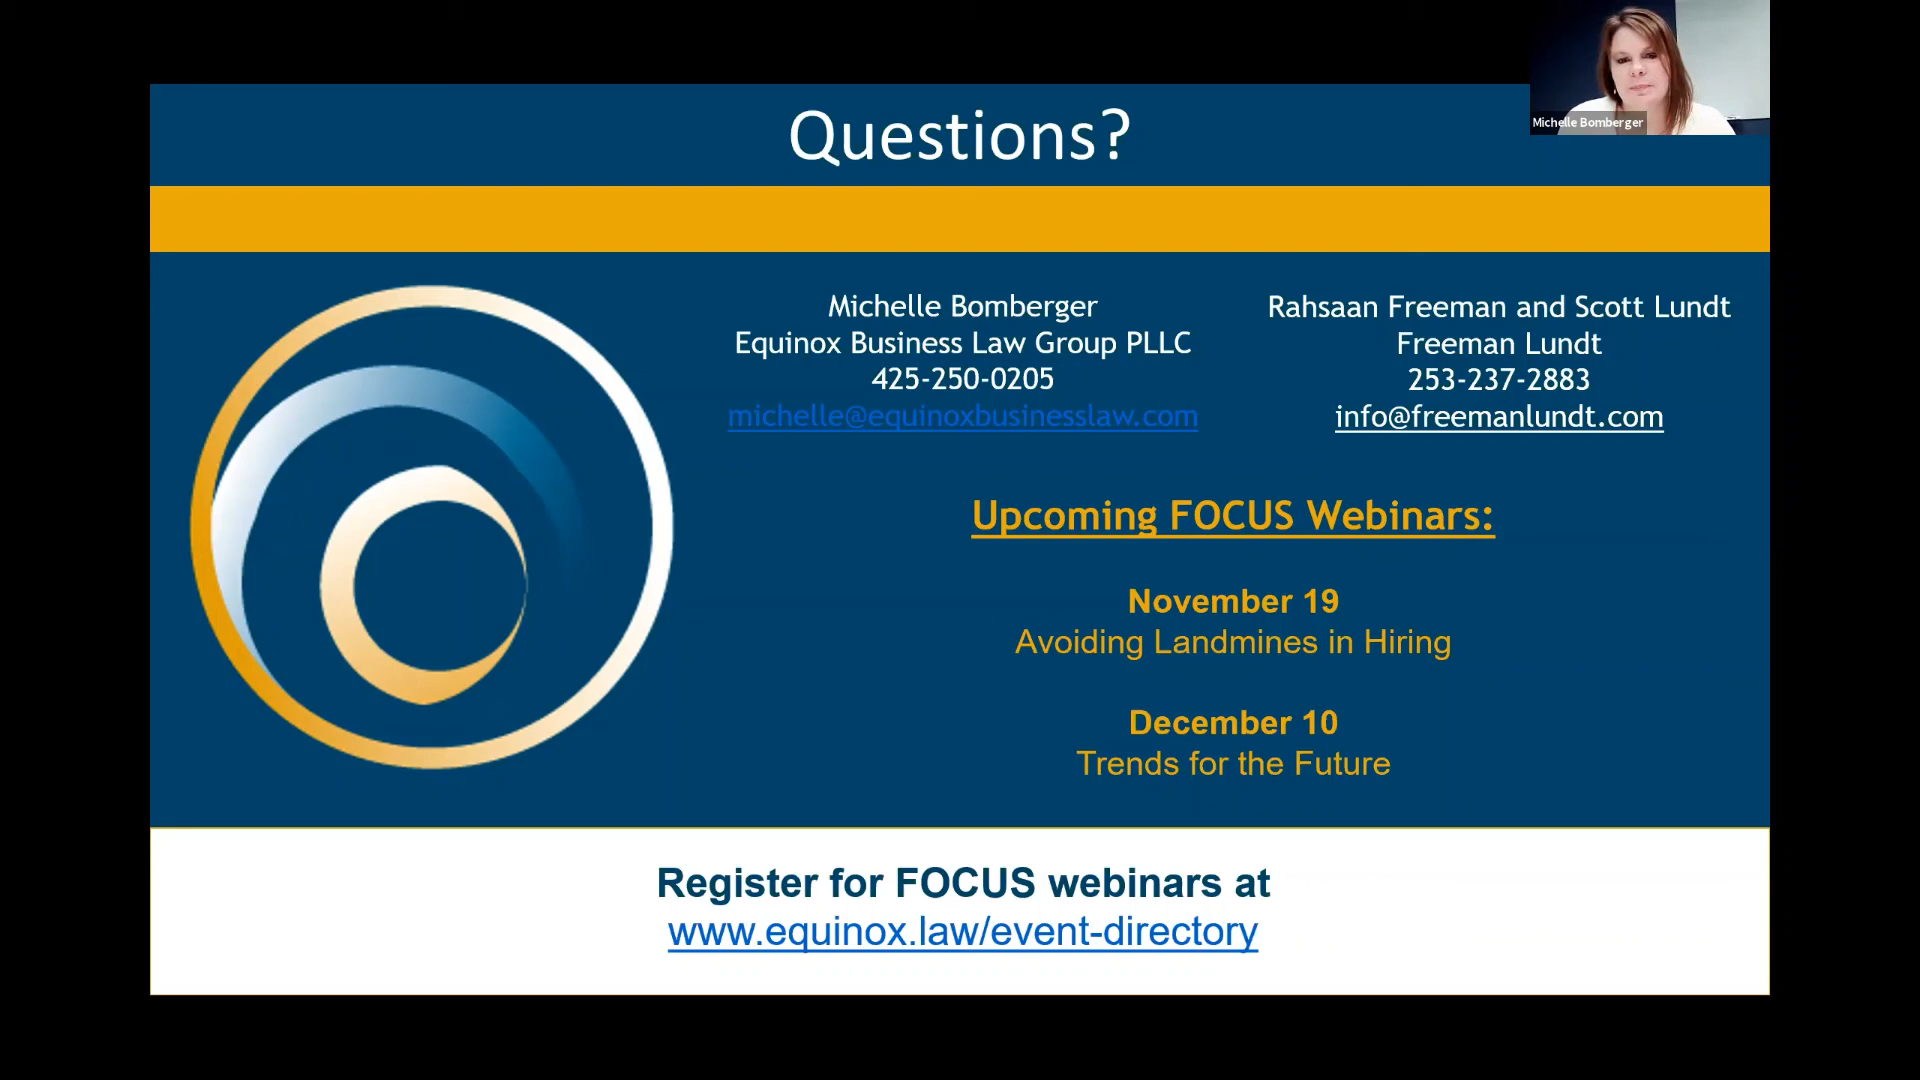 Questions?
Michelle Bomberger
Michelle Bomberger
Equinox Business Law Group PLLC
425-250-0205
michelle@equinoxbusinesslaw.com
Rahsaan Freeman and Scott Lundt
Freeman Lundt
253-237-2883
info@freemanlundt.com
Upcoming FOCUS Webinars:
November 19
Avoiding Landmines in Hiring
December 10
Trends for the Future
Register for FOCUS webinars at
www.equinox.law/event-directory